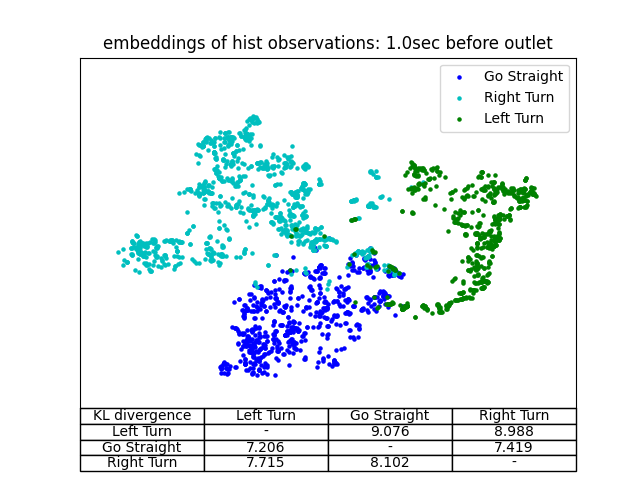 embeddings of hist observations: 1.0sec before outlet
Go Straight
Right Turn
Left Turn
KL divergence Left Turn Go Straight Right Turn
Left Turn - 9.076 8.988
Go Straight 7.206 - 7.419
Right Turn 7.715 8.102 -